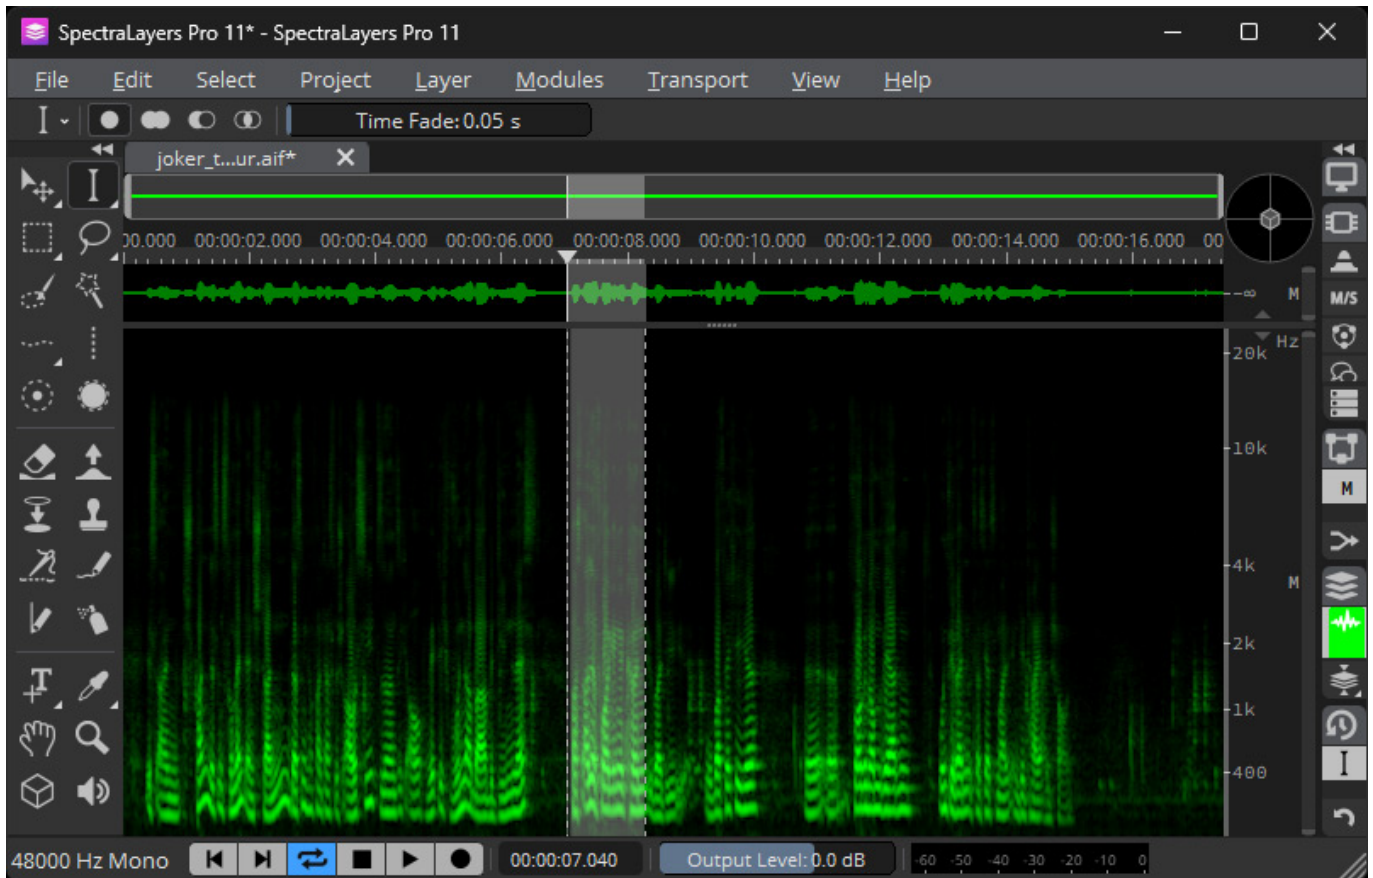 SpectraLayers Pro 11* - SpectraLayers Pro 11
File Edit Select Project Layer Modules Transport View Help
Time Fade: 0.05 s
joker_t...ur.aif*
00.000 00:00:02.000 00:00:04.000 00:00:06.000 00:00:08.000 00:00:10.000 00:00:12.000 00:00:14.000 00:00:16.000 00
--∞ M
M/S
Hz
20k
10k
M
4k
M
2k
1k
400
48000 Hz Mono 00:00:07.040 Output Level: 0.0 dB -60 -50 -40 -30 -20 -10 0